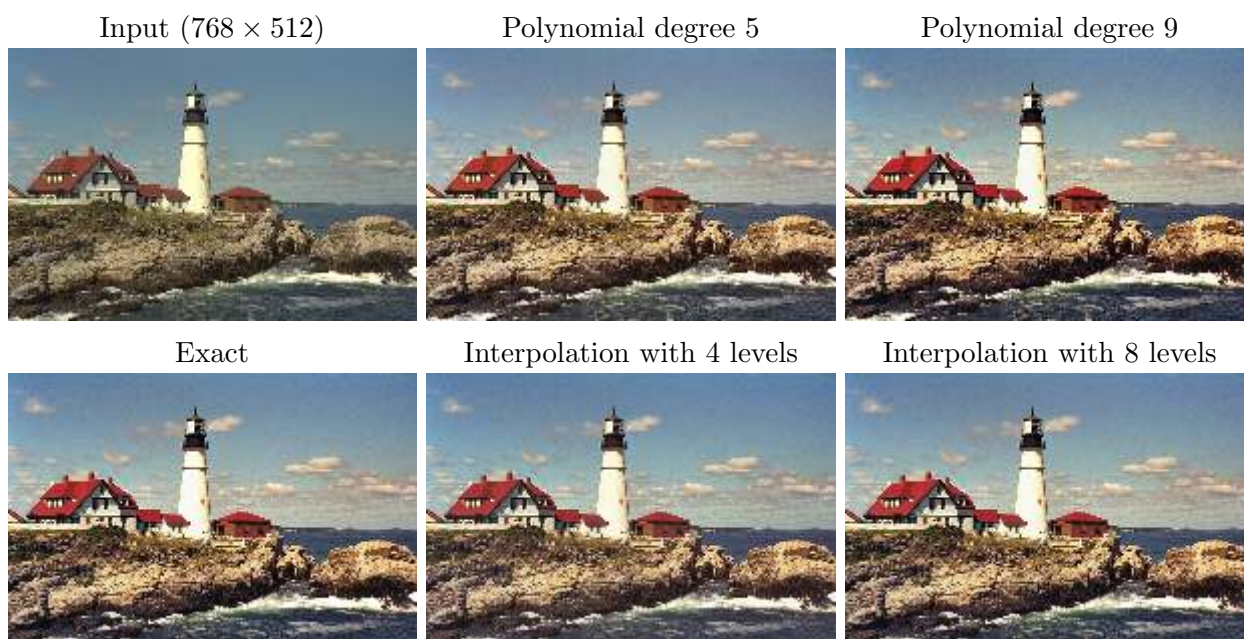 Input (768 × 512)
Polynomial degree 5
Polynomial degree 9
Exact
Interpolation with 4 levels
Interpolation with 8 levels